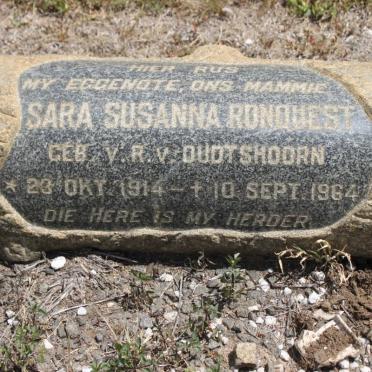 HIER RUS
MY EGGENOTE, ONS MAMMIE
SARA SUSANNA RONQUEST
GEB. V. R. V. OUDTSHOORN
* 23 OKT. 1914 - † 10 SEPT. 1964
DIE HERE IS MY HERDER